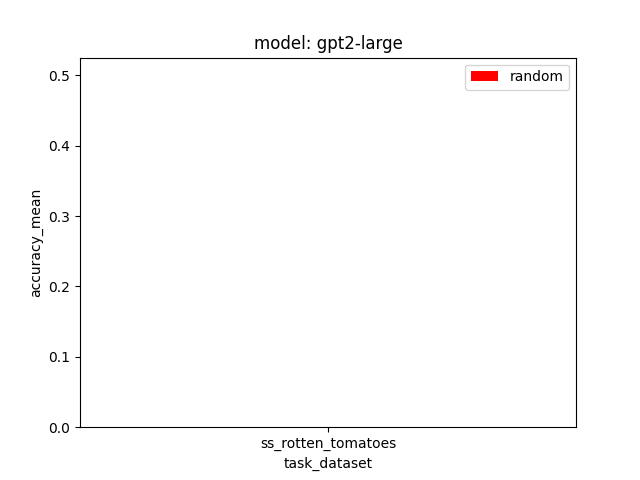 model: gpt2-large
random
0.5
0.4
0.3
0.2
0.1
0.0
accuracy_mean
ss_rotten_tomatoes
task_dataset